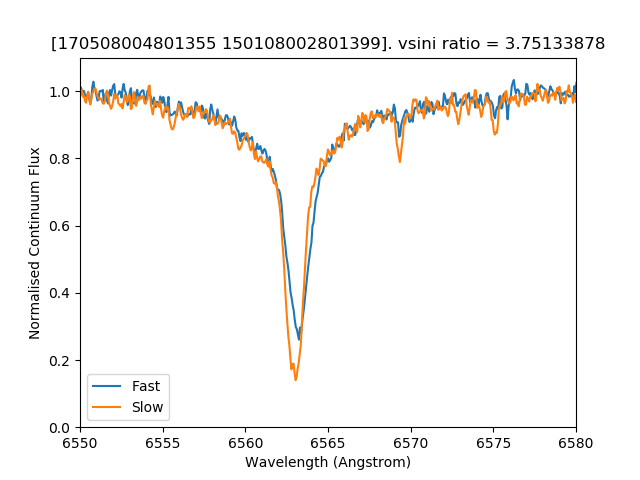 [170508004801355 150108002801399]. vsini ratio = 3.75133878
Normalised Continuum Flux
1.0
0.8
0.6
0.4
0.2
0.0
Fast
Slow
6550 6555 6560 6565 6570 6575 6580
Wavelength (Angstrom)